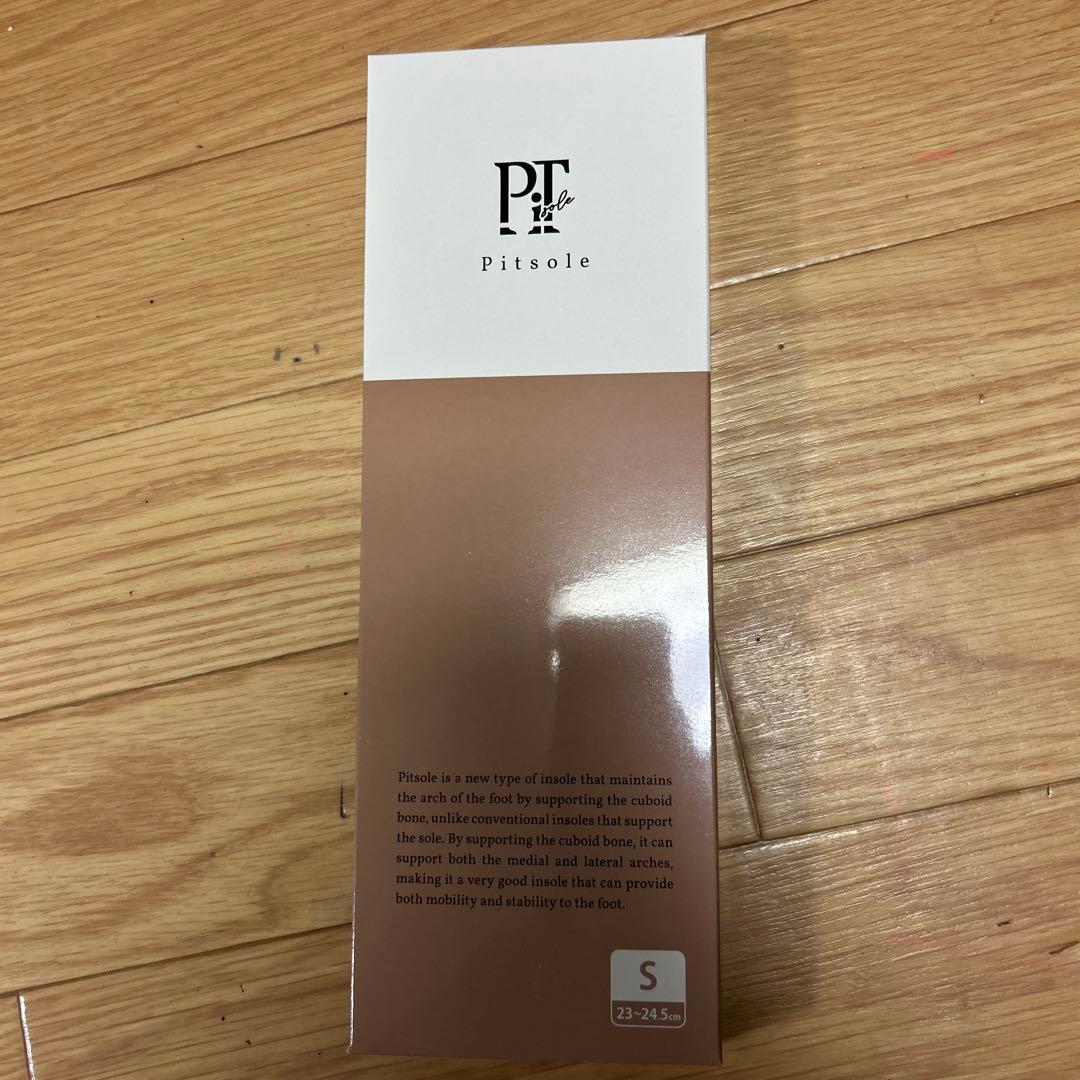 PiT sole
Pitsole
Pitsole is a new type of insole that maintains
the arch of the foot by supporting the cuboid
bone, unlike conventional insoles that support
the sole. By supporting the cuboid bone, it can
support both the medial and lateral arches,
making it a very good insole that can provide
both mobility and stability to the foot.
S
23~24.5cm